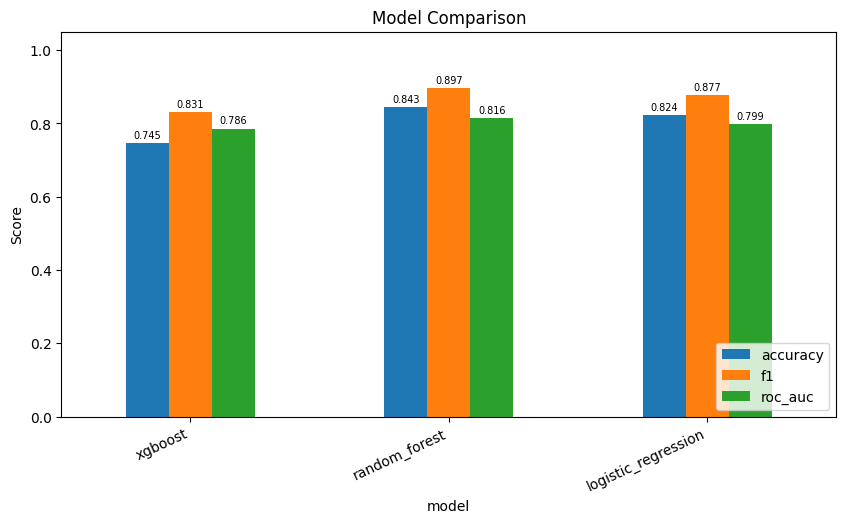 Model Comparison
1.0
0.8
0.6
0.4
0.2
0.0
Score
0.745
0.831
0.786
0.843
0.897
0.816
0.824
0.877
0.799
accuracy
f1
roc_auc
xgboost
random_forest
logistic_regression
model